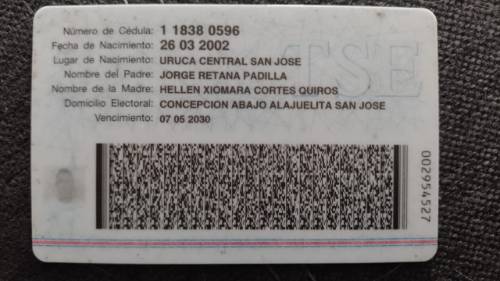 Número de Cédula: 1 1838 0596
Fecha de Nacimiento: 26 03 2002
Lugar de Nacimiento: URUCA CENTRAL SAN JOSE
Nombre del Padre: JORGE RETANA PADILLA
Nombre de la Madre: HELLEN XIOMARA CORTES QUIROS
Domicilio Electoral: CONCEPCION ABAJO ALAJUELITA SAN JOSE
Vencimiento: 07 05 2030
TSE
002954527